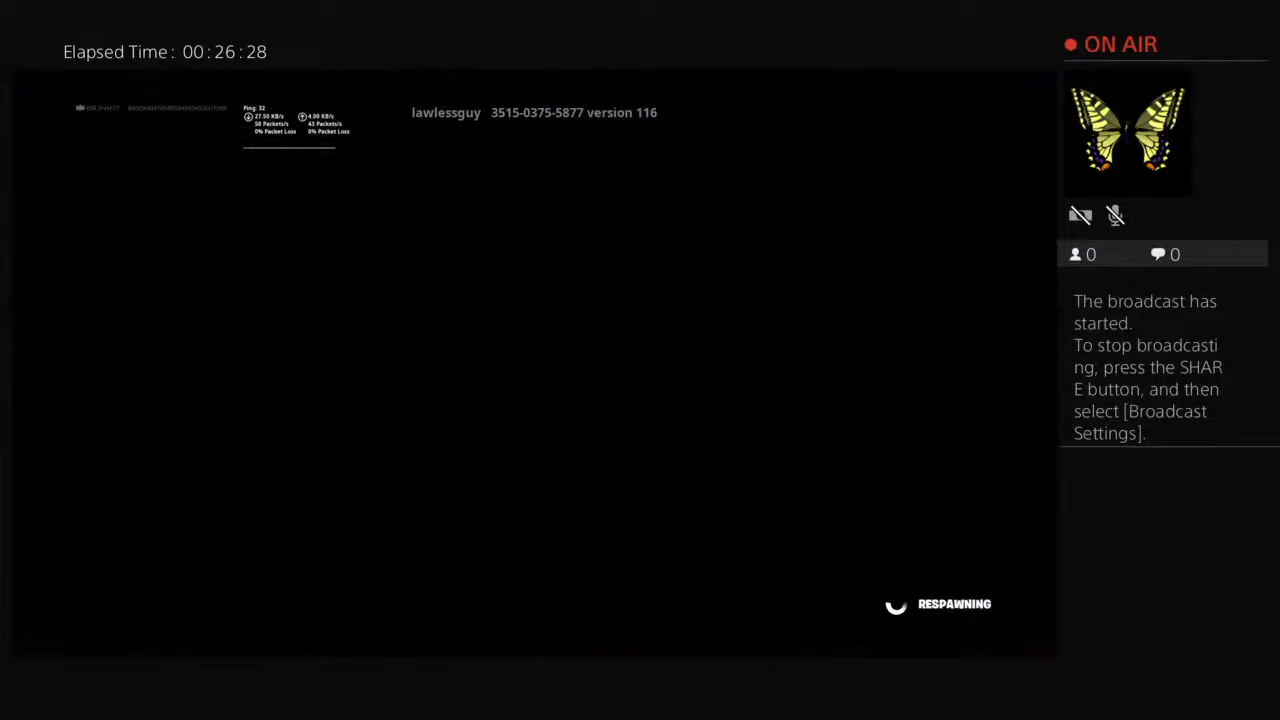 Elapsed Time: 00:26:28
ON AIR
Ping: 32
27.50 KB/s 4.00 KB/s
58 Packets/s 43 Packets/s
0% Packet Loss 0% Packet Loss
lawlessguy 3515-0375-5877 version 116
0 0
The broadcast has
started.
To stop broadcasti
ng, press the SHAR
E button, and then
select [Broadcast
Settings].
RESPAWNING